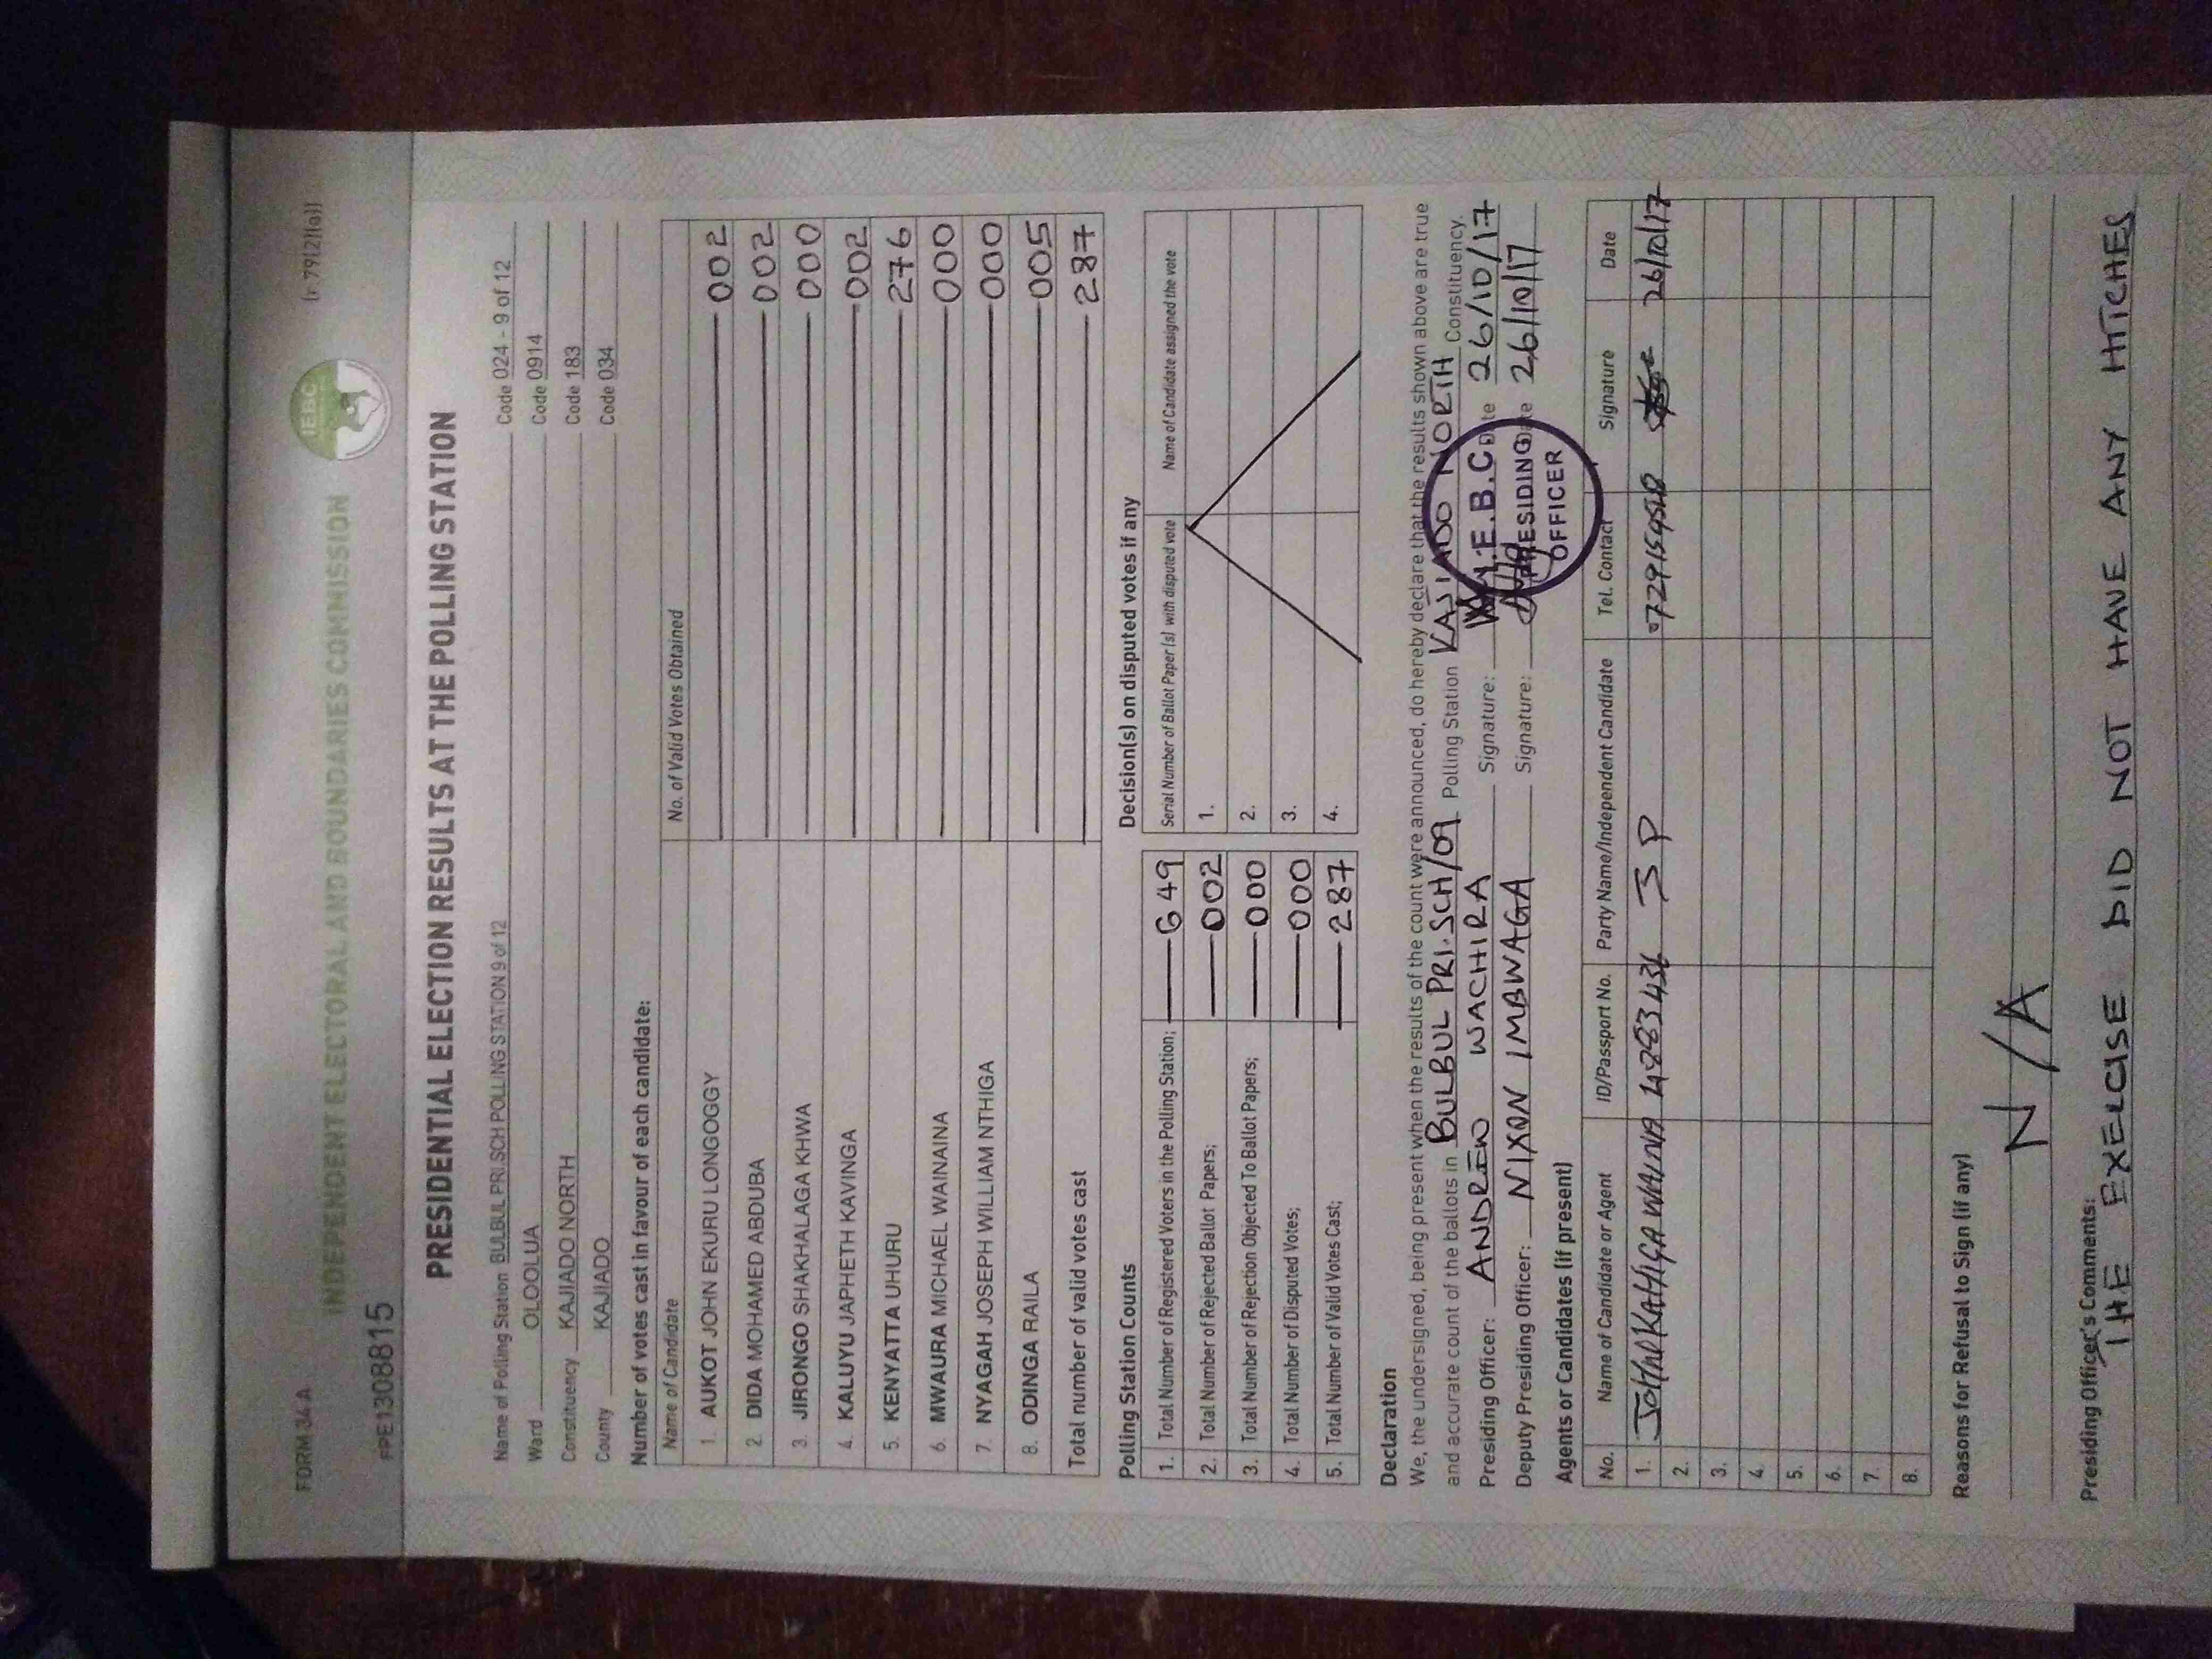 FORM 34A
(r. 79(2)(a))
INDEPENDENT ELECTORAL AND BOUNDARIES COMMISSION
IEBC
FPE1308815
PRESIDENTIAL ELECTION RESULTS AT THE POLLING STATION
Name of Polling Station BULBUL PRI SCH POLLING STATION 9 of 12 Code 024 - 9 of 12
Ward OLOOLUA Code 0914
Constituency KAJIADO NORTH Code 183
County KAJIADO Code 034
Number of votes cast in favour of each candidate:
Name of Candidate No. of Valid Votes Obtained
1. AUKOT JOHN EKURU LONGOGGY 002
2. DIDA MOHAMED ABDUBA 002
3. JIRONGO SHAKHALAGA KHWA 000
4. KALUYU JAPHETH KAVINGA 002
5. KENYATTA UHURU 276
6. MWAURA MICHAEL WAINAINA 000
7. NYAGAH JOSEPH WILLIAM NTHIGA 000
8. ODINGA RAILA 005
Total number of valid votes cast 287
Polling Station Counts
1. Total Number of Registered Voters in the Polling Station; 649
2. Total Number of Rejected Ballot Papers; 002
3. Total Number of Rejection Objected To Ballot Papers; 000
4. Total Number of Disputed Votes; 000
5. Total Number of Valid Votes Cast; 287
Decision(s) on disputed votes if any
Serial Number of Ballot Paper (s) with disputed vote Name of Candidate assigned the vote
1.
2.
3.
4.
Declaration
We, the undersigned, being present when the results of the count were announced, do hereby declare that the results shown above are true
and accurate count of the ballots in BULBUL PRI.SCH/09 Polling Station KAJIADO NORTH Constituency.
Presiding Officer: ANDREW WACHIRA Signature: Date 26/10/17
Deputy Presiding Officer: NIXON IMBWAGA Signature: Date 26/10/17
I.E.B.C
PRESIDING
OFFICER
Agents or Candidates (if present)
No. Name of Candidate or Agent ID/Passport No. Party Name/Independent Candidate Tel. Contact Signature Date
1. JOHN KAHIGA WAINA JP 26/10/17
2.
3.
4.
5.
6.
7.
8.
Reasons for Refusal to Sign (if any)
N/A
Presiding Officer's Comments:
THE EXELCISE DID NOT HAVE ANY HTICHES